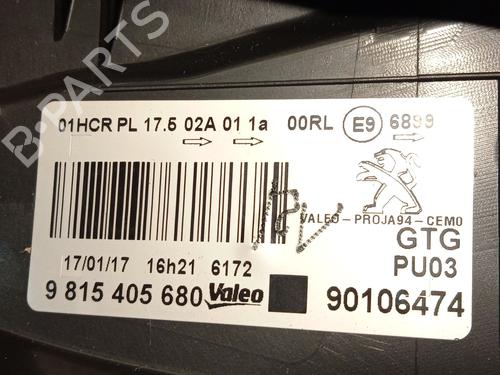 01HCR PL 17.5 02A 01 1a 00RL E9 6899
VALEO-PROJA94-CEM0
GTG
17/01/17 16h21 6172
PU03
9 815 405 680 Valeo 90106474